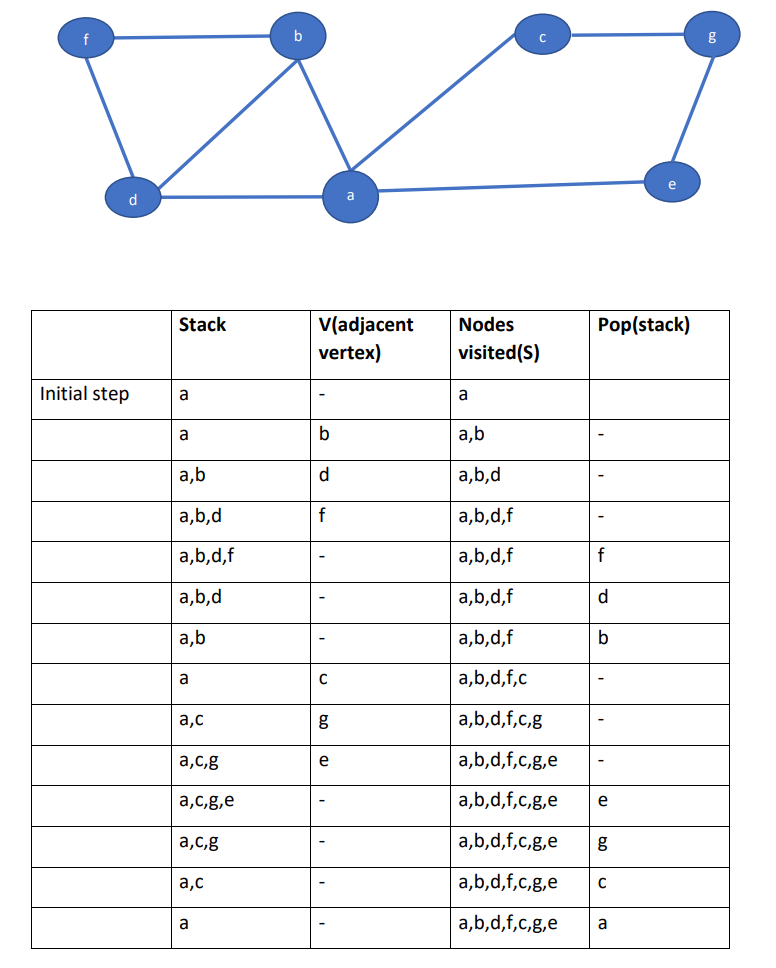 f
b
c
g
d
a
e
Stack
V(adjacent
vertex)
Nodes
visited(S)
Pop(stack)
Initial step a - a
a b a,b -
a,b d a,b,d -
a,b,d f a,b,d,f -
a,b,d,f - a,b,d,f f
a,b,d - a,b,d,f d
a,b - a,b,d,f b
a c a,b,d,f,c -
a,c g a,b,d,f,c,g -
a,c,g e a,b,d,f,c,g,e -
a,c,g,e - a,b,d,f,c,g,e e
a,c,g - a,b,d,f,c,g,e g
a,c - a,b,d,f,c,g,e c
a - a,b,d,f,c,g,e a